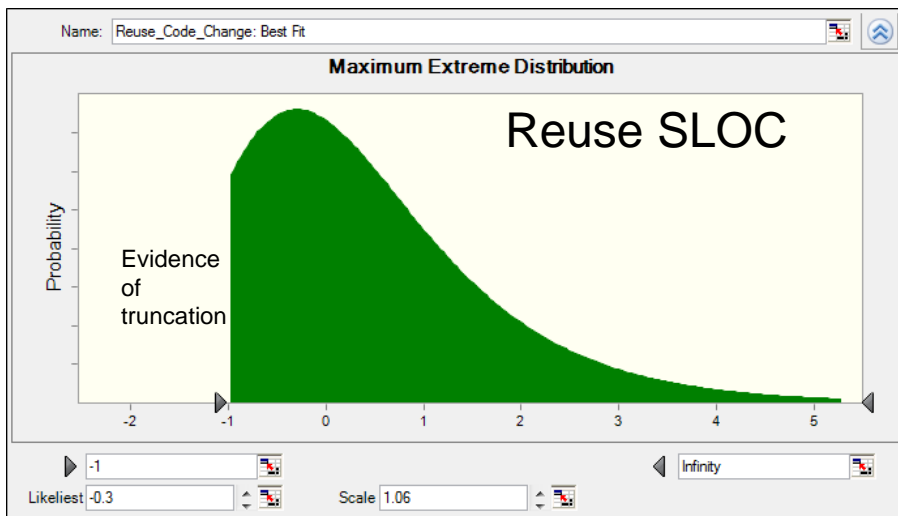 Name: Reuse_Code_Change: Best Fit
Maximum Extreme Distribution
Reuse SLOC
Probability
Evidence
of
truncation
-2 -1 0 1 2 3 4 5
-1 Infinity
Likeliest -0.3 Scale 1.06